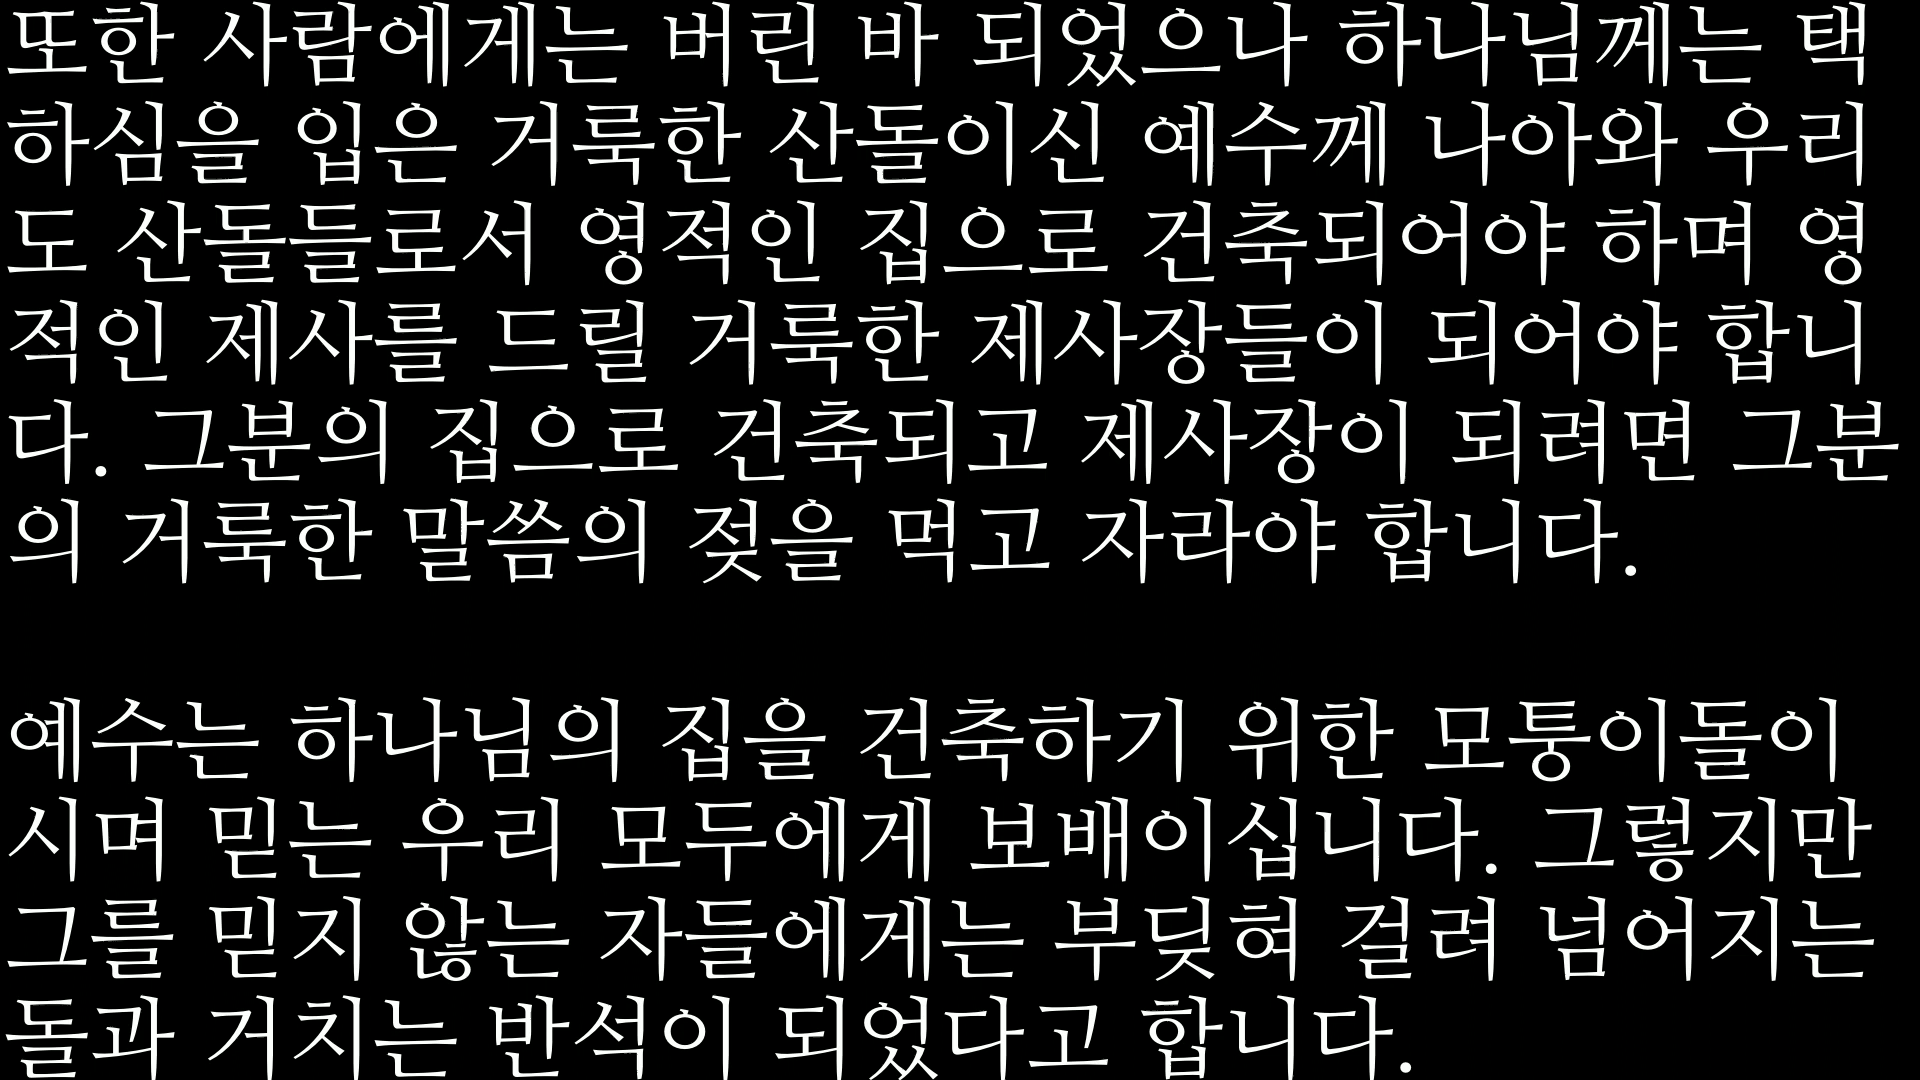 또한 사람에게는 버린 바 되었으나 하나님께는 택
하심을 입은 거룩한 산돌이신 예수께 나아와 우리
도 산돌들로서 영적인 집으로 건축되어야 하며 영
적인 제사를 드릴 거룩한 제사장들이 되어야 합니
다. 그분의 집으로 건축되고 제사장이 되려면 그분
의 거룩한 말씀의 젖을 먹고 자라야 합니다.
예수는 하나님의 집을 건축하기 위한 모퉁이돌이
시며 믿는 우리 모두에게 보배이십니다. 그렇지만
그를 믿지 않는 자들에게는 부딪혀 걸려 넘어지는
돌과 거치는 반석이 되었다고 합니다.